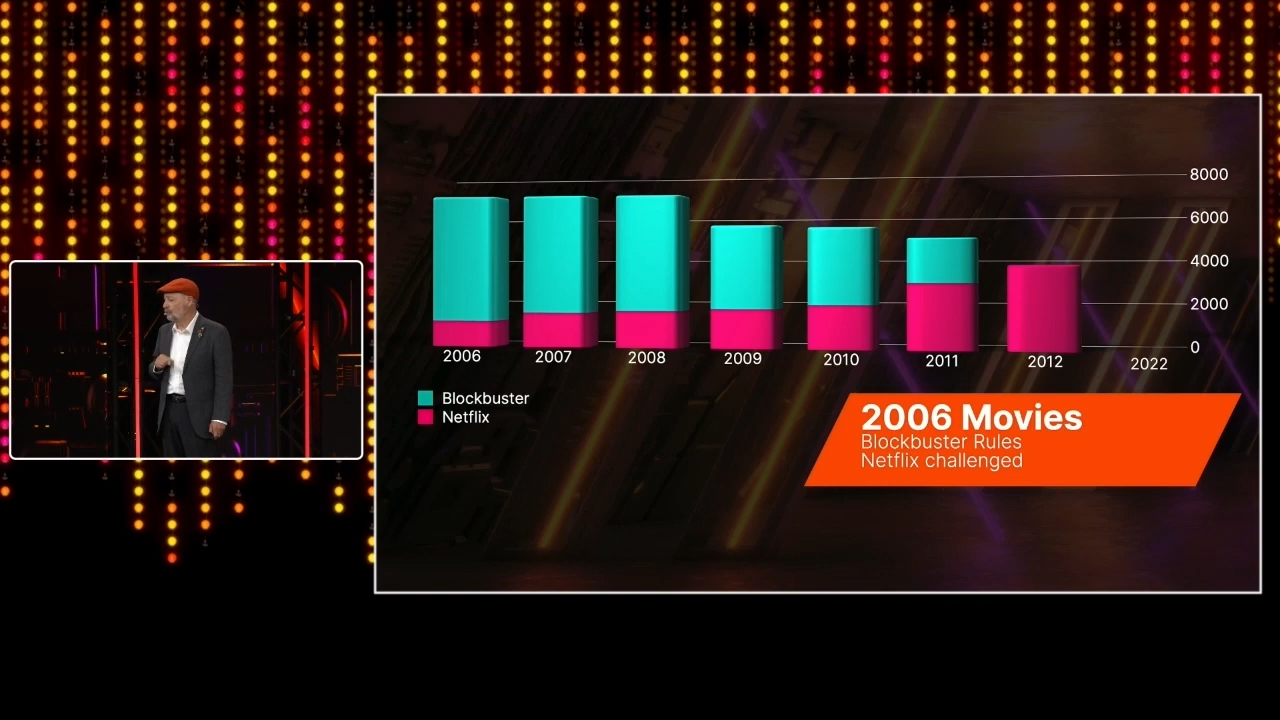 8000
6000
4000
2000
0
2006 2007 2008 2009 2010 2011 2012 2022
Blockbuster
Netflix
2006 Movies
Blockbuster Rules
Netflix challenged